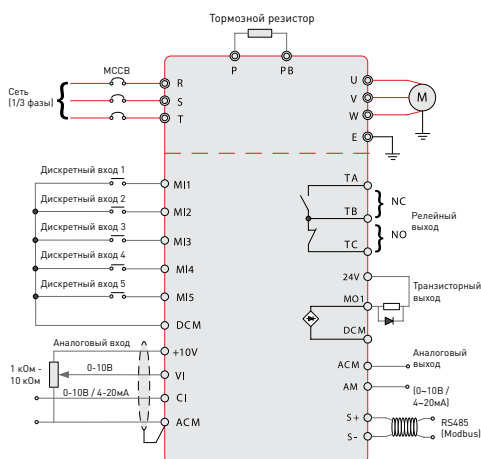 Тормозной резистор
P PB
MCCB
Сеть
(1/3 фазы)
R
S
T
U
V
W
E
M
Дискретный вход 1
MI1
Дискретный вход 2
MI2
Дискретный вход 3
MI3
Дискретный вход 4
MI4
Дискретный вход 5
MI5
DCM
TA
TB
TC
NC
NO
Релейный
выход
24V
MO1
DCM
Транзисторный
выход
Аналоговый вход
+10V
1 кОм -
10 кОм
0-10В
VI
0-10В / 4-20мА
CI
ACM
ACM
AM
Аналоговый
выход
(0~10В /
4~20мА)
S+
S-
RS485
(Modbus)